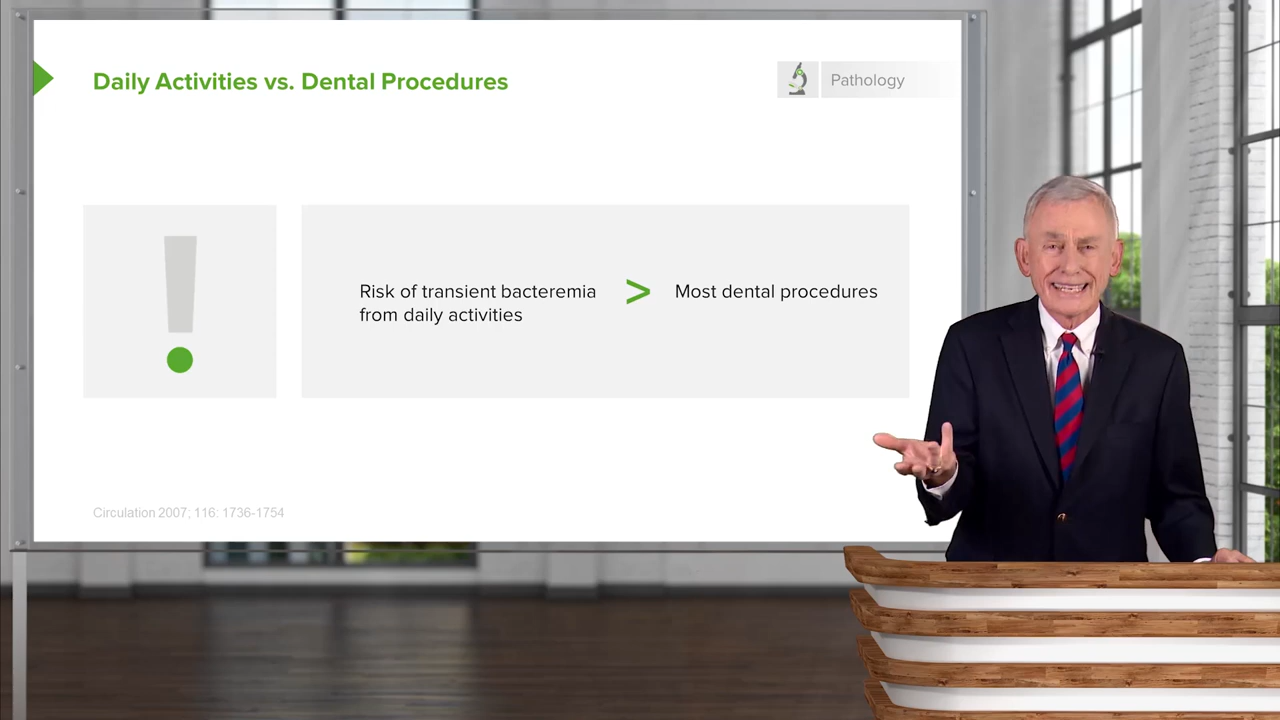 Daily Activities vs. Dental Procedures
Pathology
Risk of transient bacteremia
from daily activities
>
Most dental procedures
Circulation 2007; 116: 1736-1754